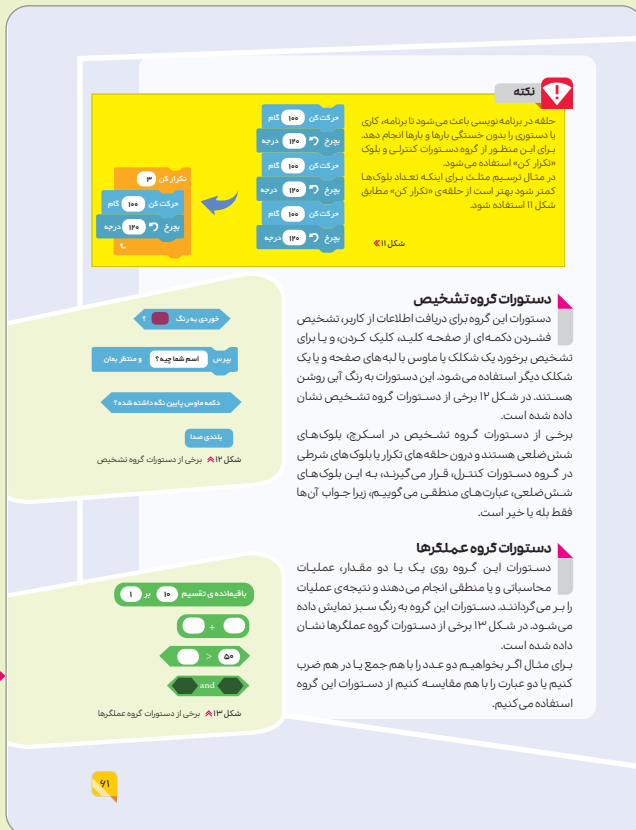 نکته
حلقه در برنامه‌نویسی باعث می‌شود تا برنامه، کاری
یا دستوری را بدون خستگی بارها و بارها انجام دهد.
برای این منظور از گروه دستورات کنترلی و بلوک
«تکرار کن» استفاده می‌شود.
در مثال ترسیم مثلث برای اینکه تعداد بلوک‌ها
کمتر شود بهتر است از حلقه‌ی «تکرار کن» مطابق
شکل ۱۱ استفاده شود.
شکل ۱۱
حرکت کن ۱۰۰ گام
بچرخ ۱۲۰ درجه
حرکت کن ۱۰۰ گام
بچرخ ۱۲۰ درجه
حرکت کن ۱۰۰ گام
بچرخ ۱۲۰ درجه
تکرار کن ۳
حرکت کن ۱۰۰ گام
بچرخ ۱۲۰ درجه
دستورات گروه تشخیص
دستورات این گروه برای دریافت اطلاعات از کاربر، تشخیص
فشردن دکمه‌ای از صفحه کلید، کلیک کردن، و یا برای
تشخیص برخورد یک شکلک یا ماوس با لبه‌های صفحه و یا یک
شکلک دیگر استفاده می‌شود. این دستورات به رنگ آبی روشن
هستند. در شکل ۱۲ برخی از دستورات گروه تشخیص نشان
داده شده است.
برخی از دستورات گروه تشخیص در اسکرچ، بلوک‌های
شش‌ضلعی هستند و درون حلقه‌های تکرار یا بلوک‌های شرطی
در گروه دستورات کنترل، قرار می‌گیرند، به این بلوک‌های
شش‌ضلعی، عبارت‌های منطقی می‌گوییم، زیرا جواب آن‌ها
فقط بله یا خیر است.
خوردی به رنگ ؟
بپرس اسم شما چیه؟ و منتظر بمان
دکمه ماوس پایین نگه داشته شده؟
بلندی صدا
شکل ۱۲ برخی از دستورات گروه تشخیص
دستورات گروه عملگرها
دستورات این گروه روی یک یا دو مقدار، عملیات
محاسباتی و یا منطقی انجام می‌دهند و نتیجه‌ی عملیات
را بر می‌گردانند. دستورات این گروه به رنگ سبز نمایش داده
می‌شود. در شکل ۱۳ برخی از دستورات گروه عملگرها نشان
داده شده است.
برای مثال اگر بخواهیم دو عدد را با هم جمع یا در هم ضرب
کنیم یا دو عبارت را با هم مقایسه کنیم از دستورات این گروه
استفاده می‌کنیم.
باقیمانده ی تقسیم ۱۰ بر ۱
+
> ۵۰
and
شکل ۱۳ برخی از دستورات گروه عملگرها
۶۱